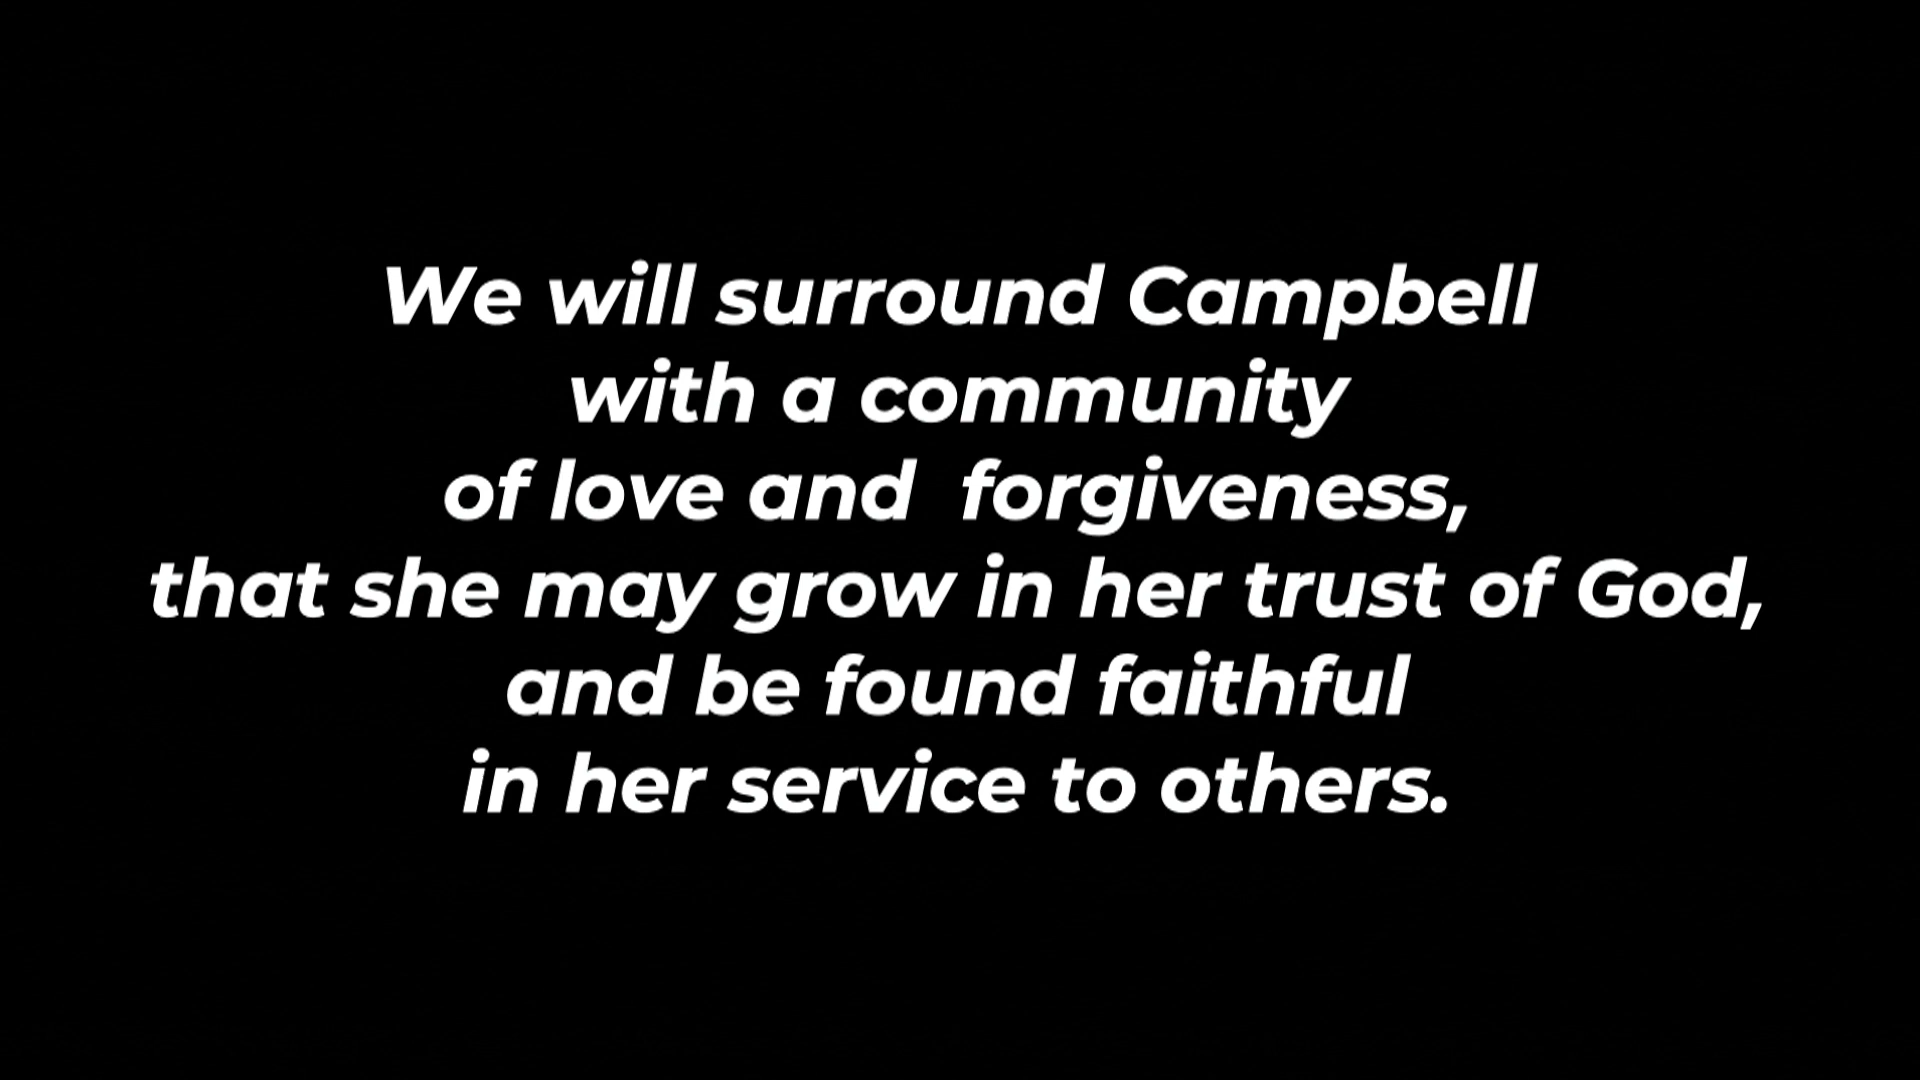 We will surround Campbell
with a community
of love and  forgiveness,
that she may grow in her trust of God,
and be found faithful
in her service to others.